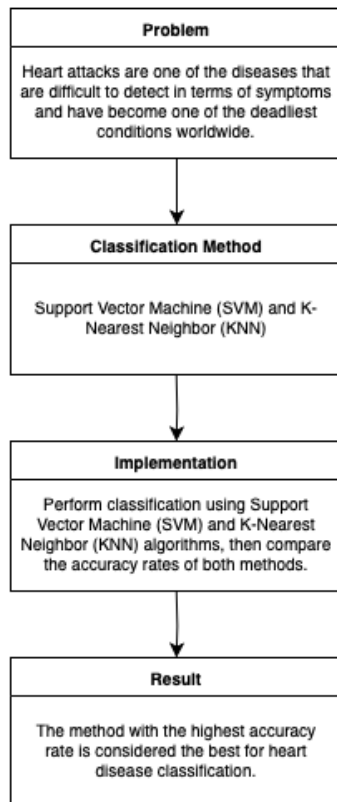 Problem
Heart attacks are one of the diseases that
are difficult to detect in terms of symptoms
and have become one of the deadliest
conditions worldwide.
Classification Method
Support Vector Machine (SVM) and K-
Nearest Neighbor (KNN)
Implementation
Perform classification using Support
Vector Machine (SVM) and K-Nearest
Neighbor (KNN) algorithms, then compare
the accuracy rates of both methods.
Result
The method with the highest accuracy
rate is considered the best for heart
disease classification.